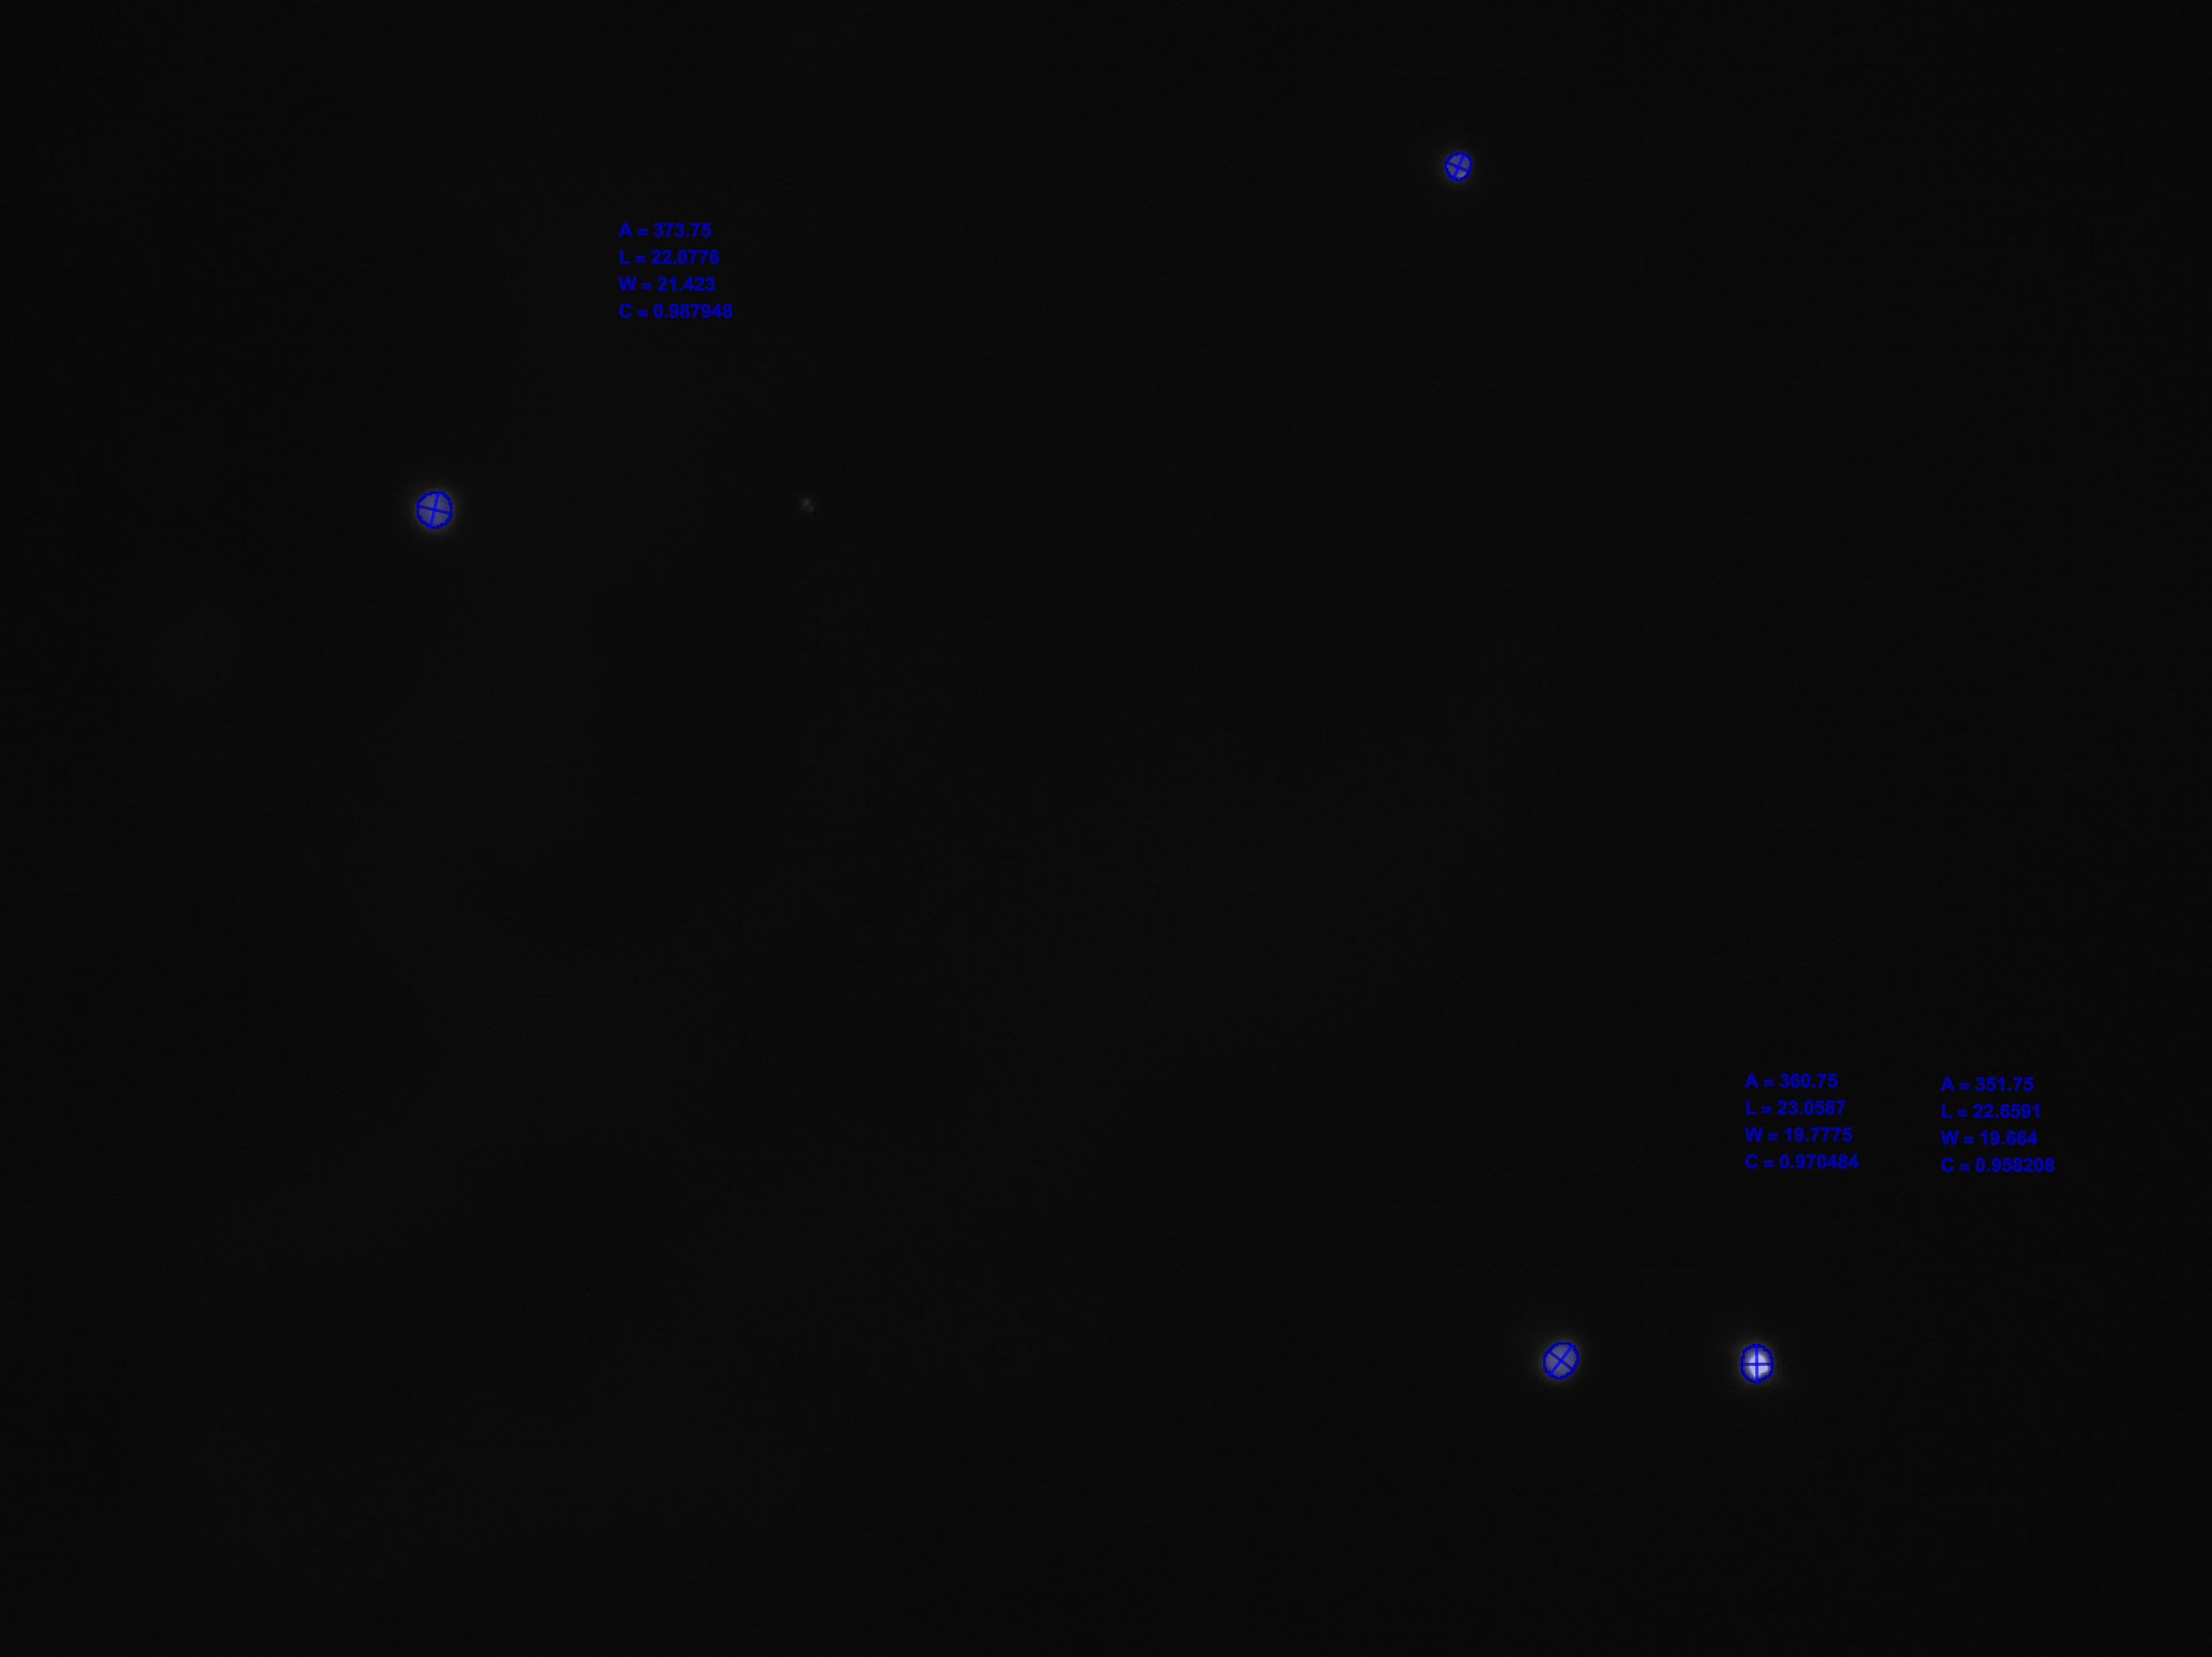 A = 373.75
L = 22.0776
W = 21.423
C = 0.987948
A = 360.75
L = 23.0587
W = 19.7775
C = 0.970484
A = 351.75
L = 22.6591
W = 19.664
C = 0.958208